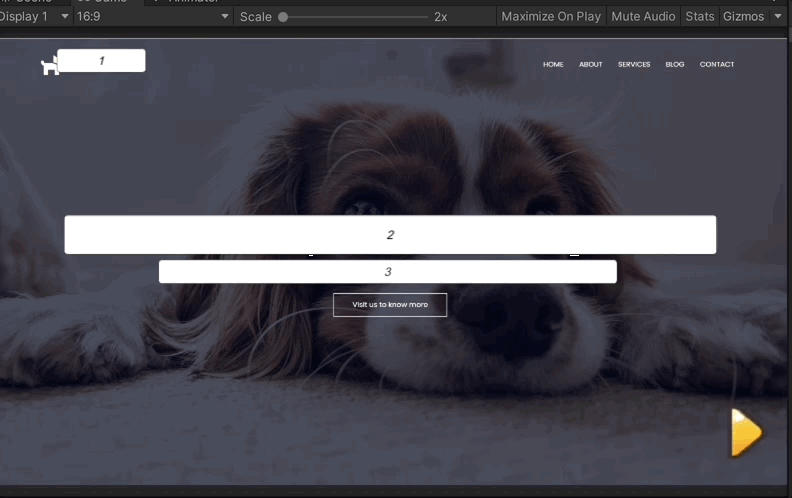 Display 1
16:9
Scale
2x
Maximize On Play
Mute Audio
Stats
Gizmos
1
HOME
ABOUT
SERVICES
BLOG
CONTACT
2
3
Visit us to know more